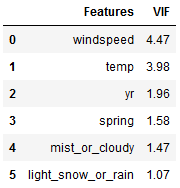 Features VIF
0 windspeed 4.47
1 temp 3.98
2 yr 1.96
3 spring 1.58
4 mist_or_cloudy 1.47
5 light_snow_or_rain 1.07